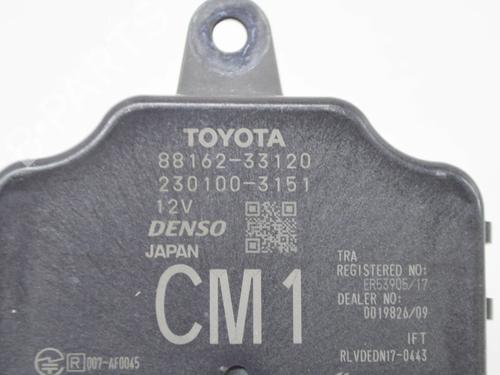 TOYOTA
88162-33120
230100-3151
12V
DENSO
JAPAN
CM1
TRA
REGISTERED NO:
ER53905/17
DEALER NO:
DD19826/09
IFT
RLVDEDN17-0443
R 007-AF0045